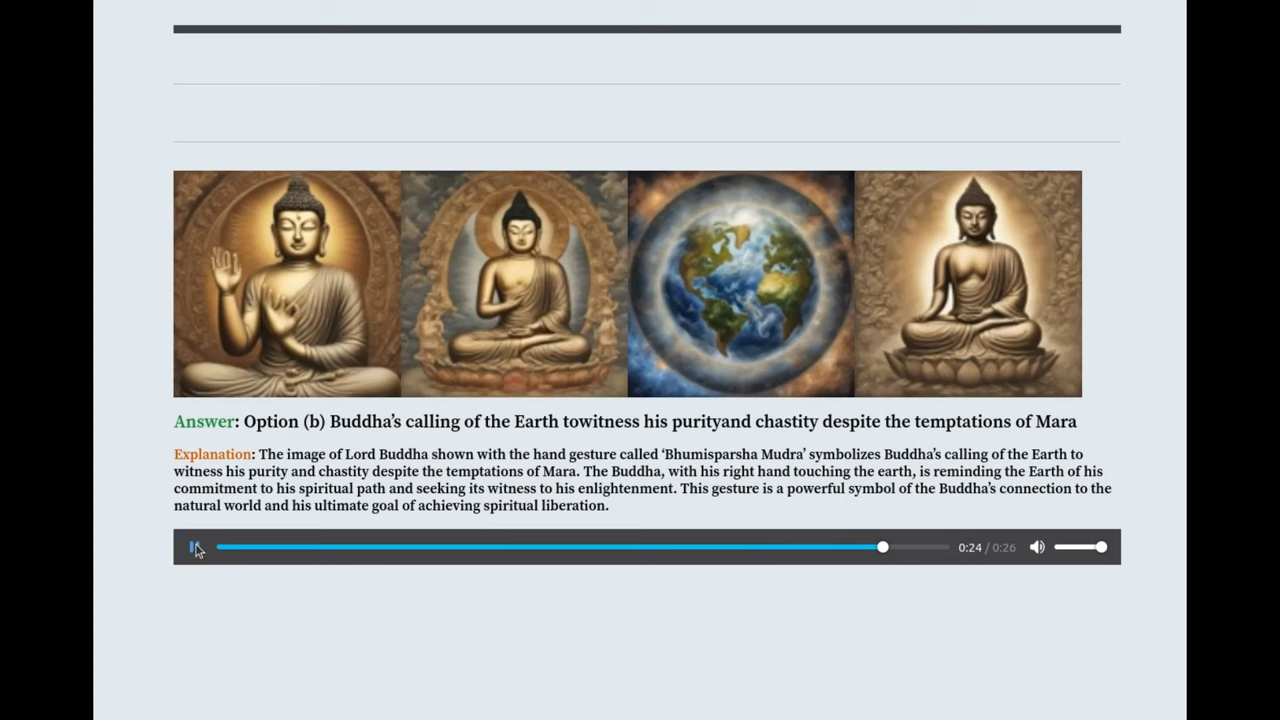 Answer: Option (b) Buddha’s calling of the Earth towitness his purityand chastity despite the temptations of Mara
Explanation: The image of Lord Buddha shown with the hand gesture called ‘Bhumisparsha Mudra’ symbolizes Buddha’s calling of the Earth to
witness his purity and chastity despite the temptations of Mara. The Buddha, with his right hand touching the earth, is reminding the Earth of his
commitment to his spiritual path and seeking its witness to his enlightenment. This gesture is a powerful symbol of the Buddha’s connection to the
natural world and his ultimate goal of achieving spiritual liberation.
0:24 / 0:26